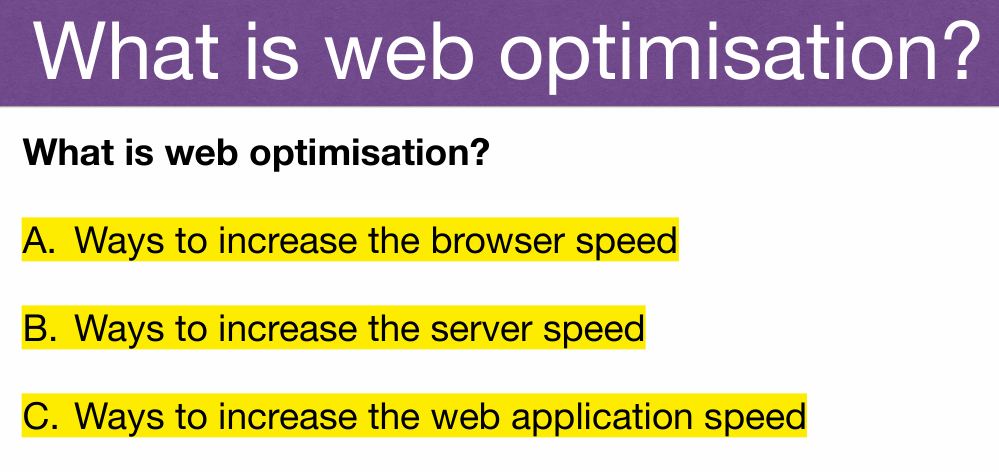 What is web optimisation?
What is web optimisation?
A. Ways to increase the browser speed
B. Ways to increase the server speed
C. Ways to increase the web application speed